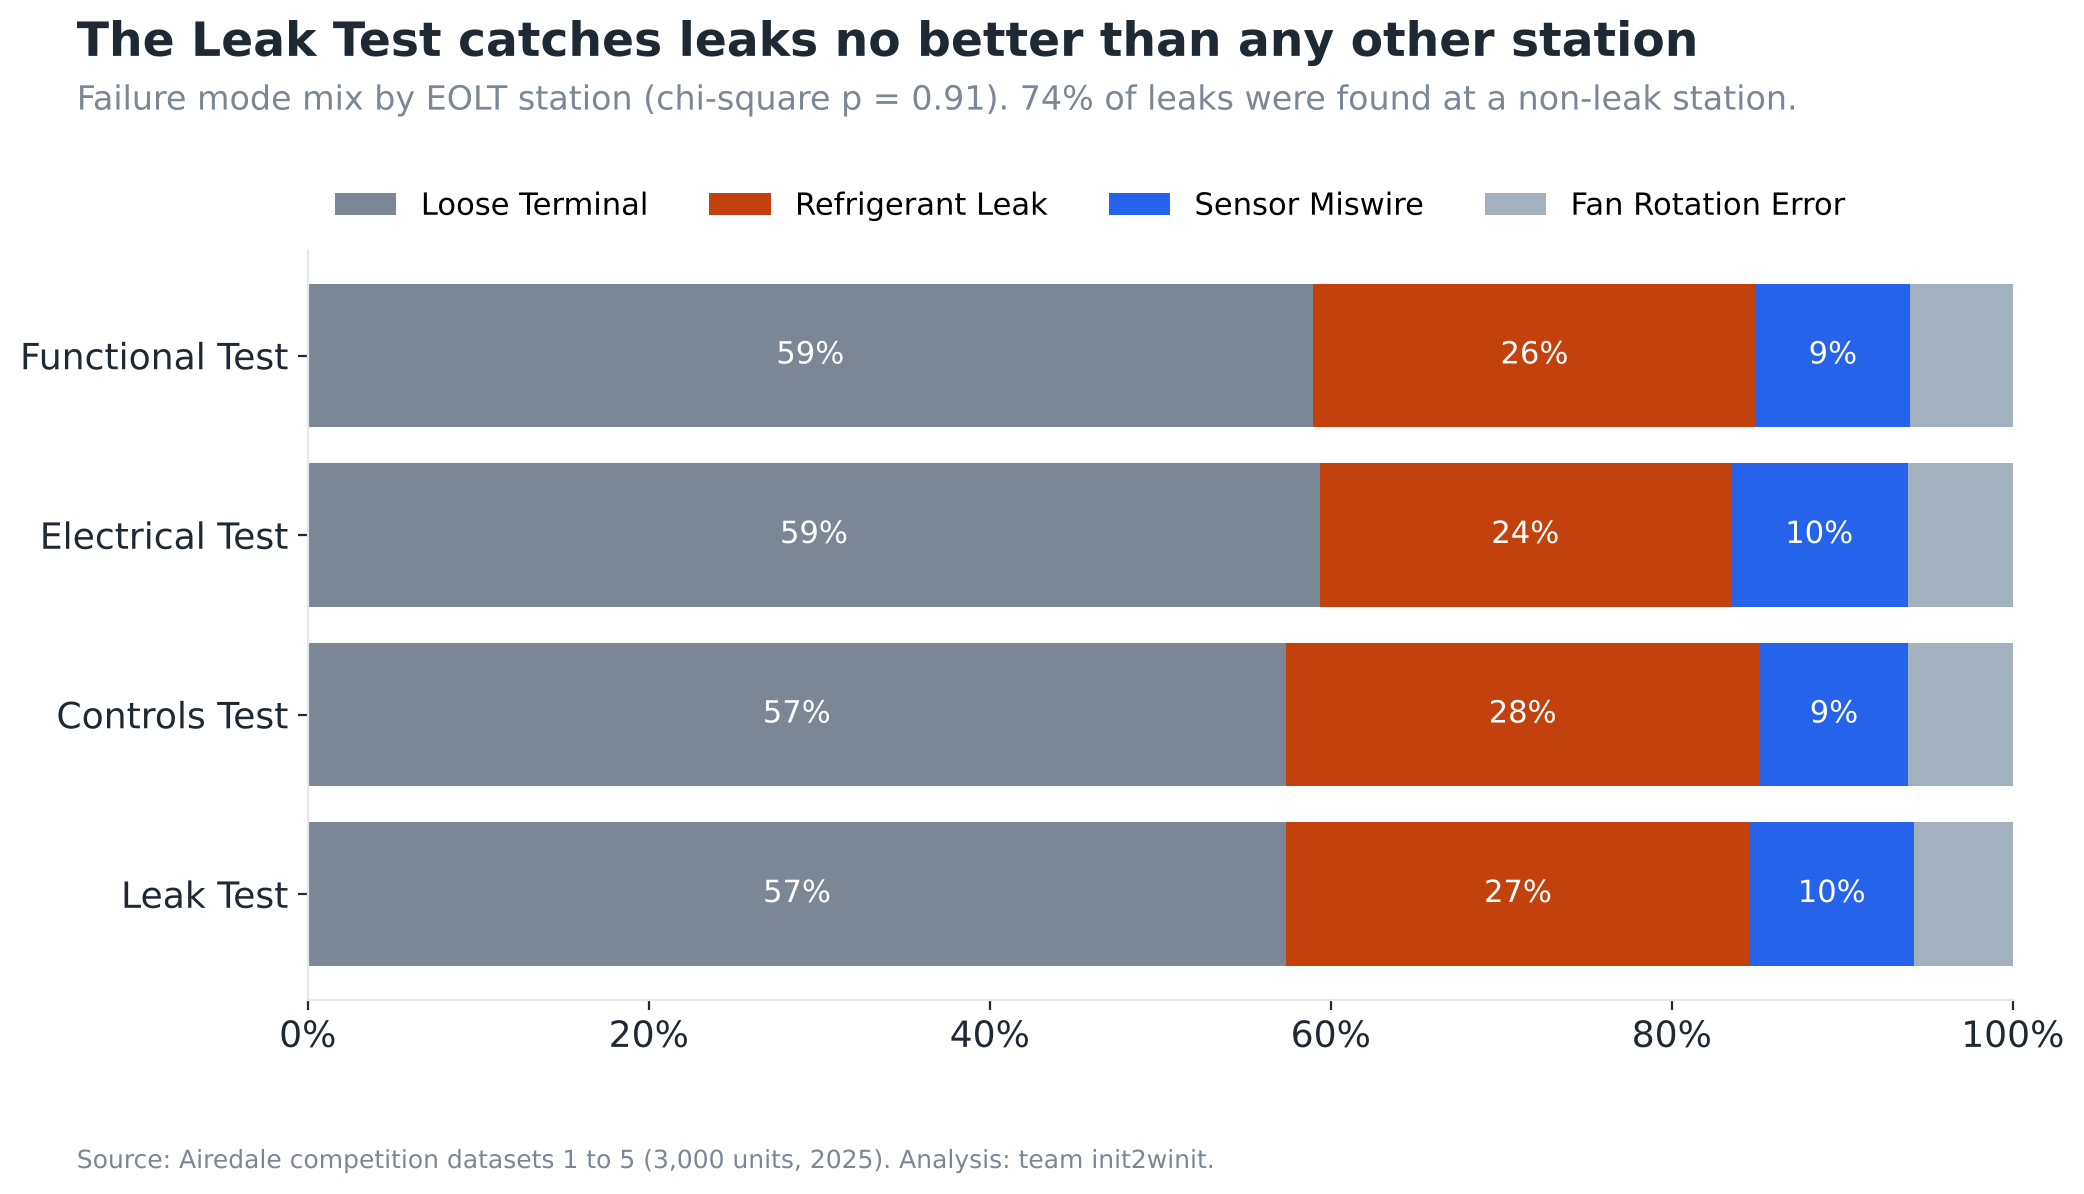 The Leak Test catches leaks no better than any other station
Failure mode mix by EOLT station (chi-square p = 0.91). 74% of leaks were found at a non-leak station.
Loose Terminal Refrigerant Leak Sensor Miswire Fan Rotation Error
Functional Test 59% 26% 9%
Electrical Test 59% 24% 10%
Controls Test 57% 28% 9%
Leak Test 57% 27% 10%
0% 20% 40% 60% 80% 100%
Source: Airedale competition datasets 1 to 5 (3,000 units, 2025). Analysis: team init2winit.